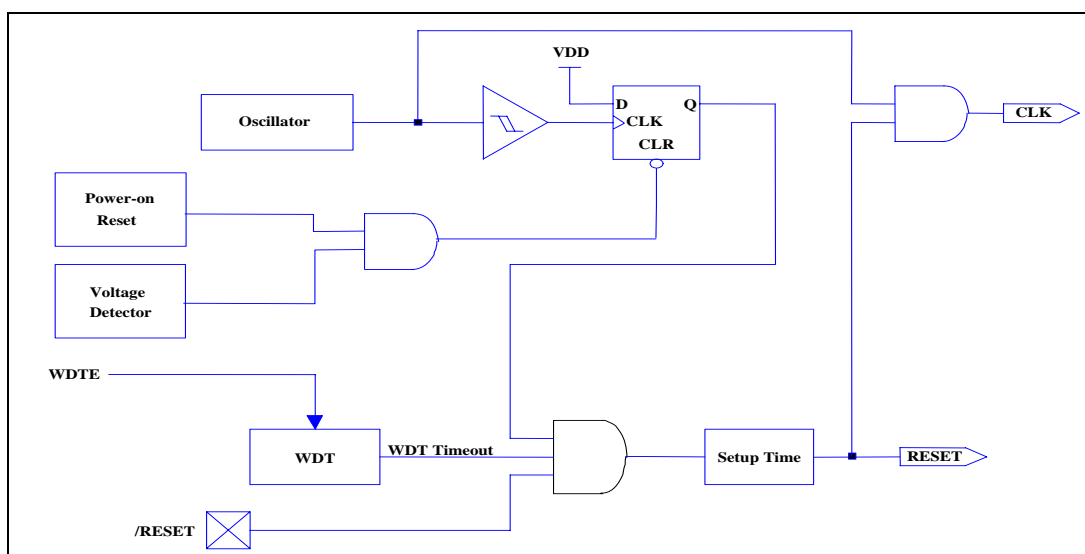 VDD
Oscillator
D
Q
CLK
CLR
CLK
Power-on
Reset
Voltage
Detector
WDTE
WDT
WDT Timeout
Setup Time
RESET
/RESET